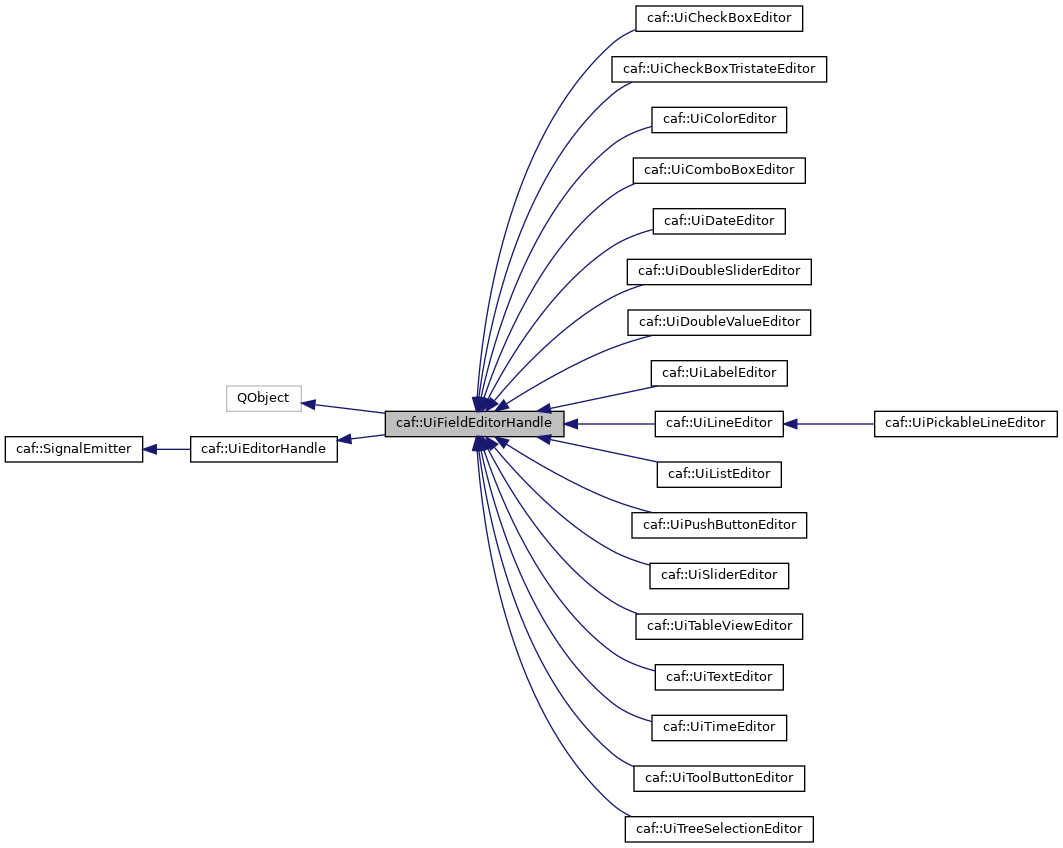 caf::UiCheckBoxEditor
caf::UiCheckBoxTristateEditor
caf::UiColorEditor
caf::UiComboBoxEditor
caf::UiDateEditor
caf::UiDoubleSliderEditor
caf::UiDoubleValueEditor
caf::UiLabelEditor
QObject
caf::UiFieldEditorHandle
caf::UiLineEditor
caf::UiPickableLineEditor
caf::SignalEmitter
caf::UiEditorHandle
caf::UiListEditor
caf::UiPushButtonEditor
caf::UiSliderEditor
caf::UiTableViewEditor
caf::UiTextEditor
caf::UiTimeEditor
caf::UiToolButtonEditor
caf::UiTreeSelectionEditor